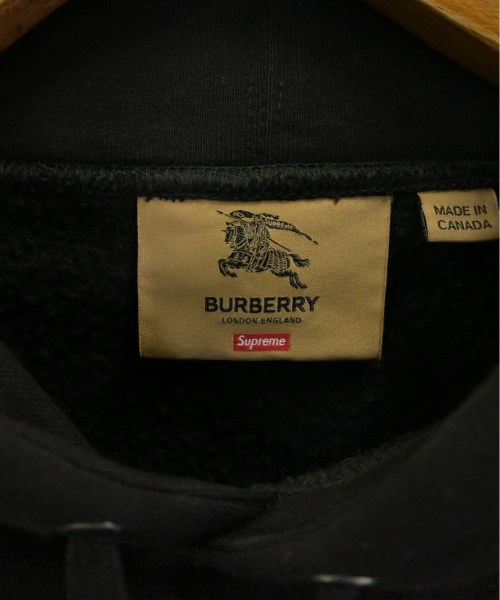 BURBERRY
LONDON ENGLAND
Supreme
MADE IN
CANADA